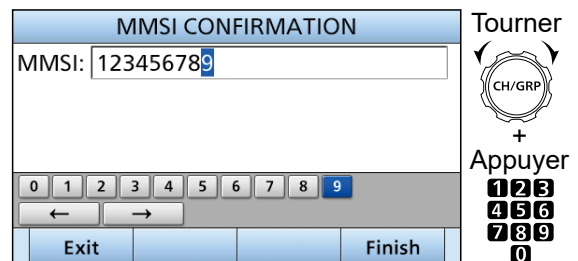 MMSI CONFIRMATION
MMSI: 123456789
0 1 2 3 4 5 6 7 8 9
← →
Exit Finish
Tourner
CH/GRP
+
Appuyer
1 2 3
4 5 6
7 8 9
0